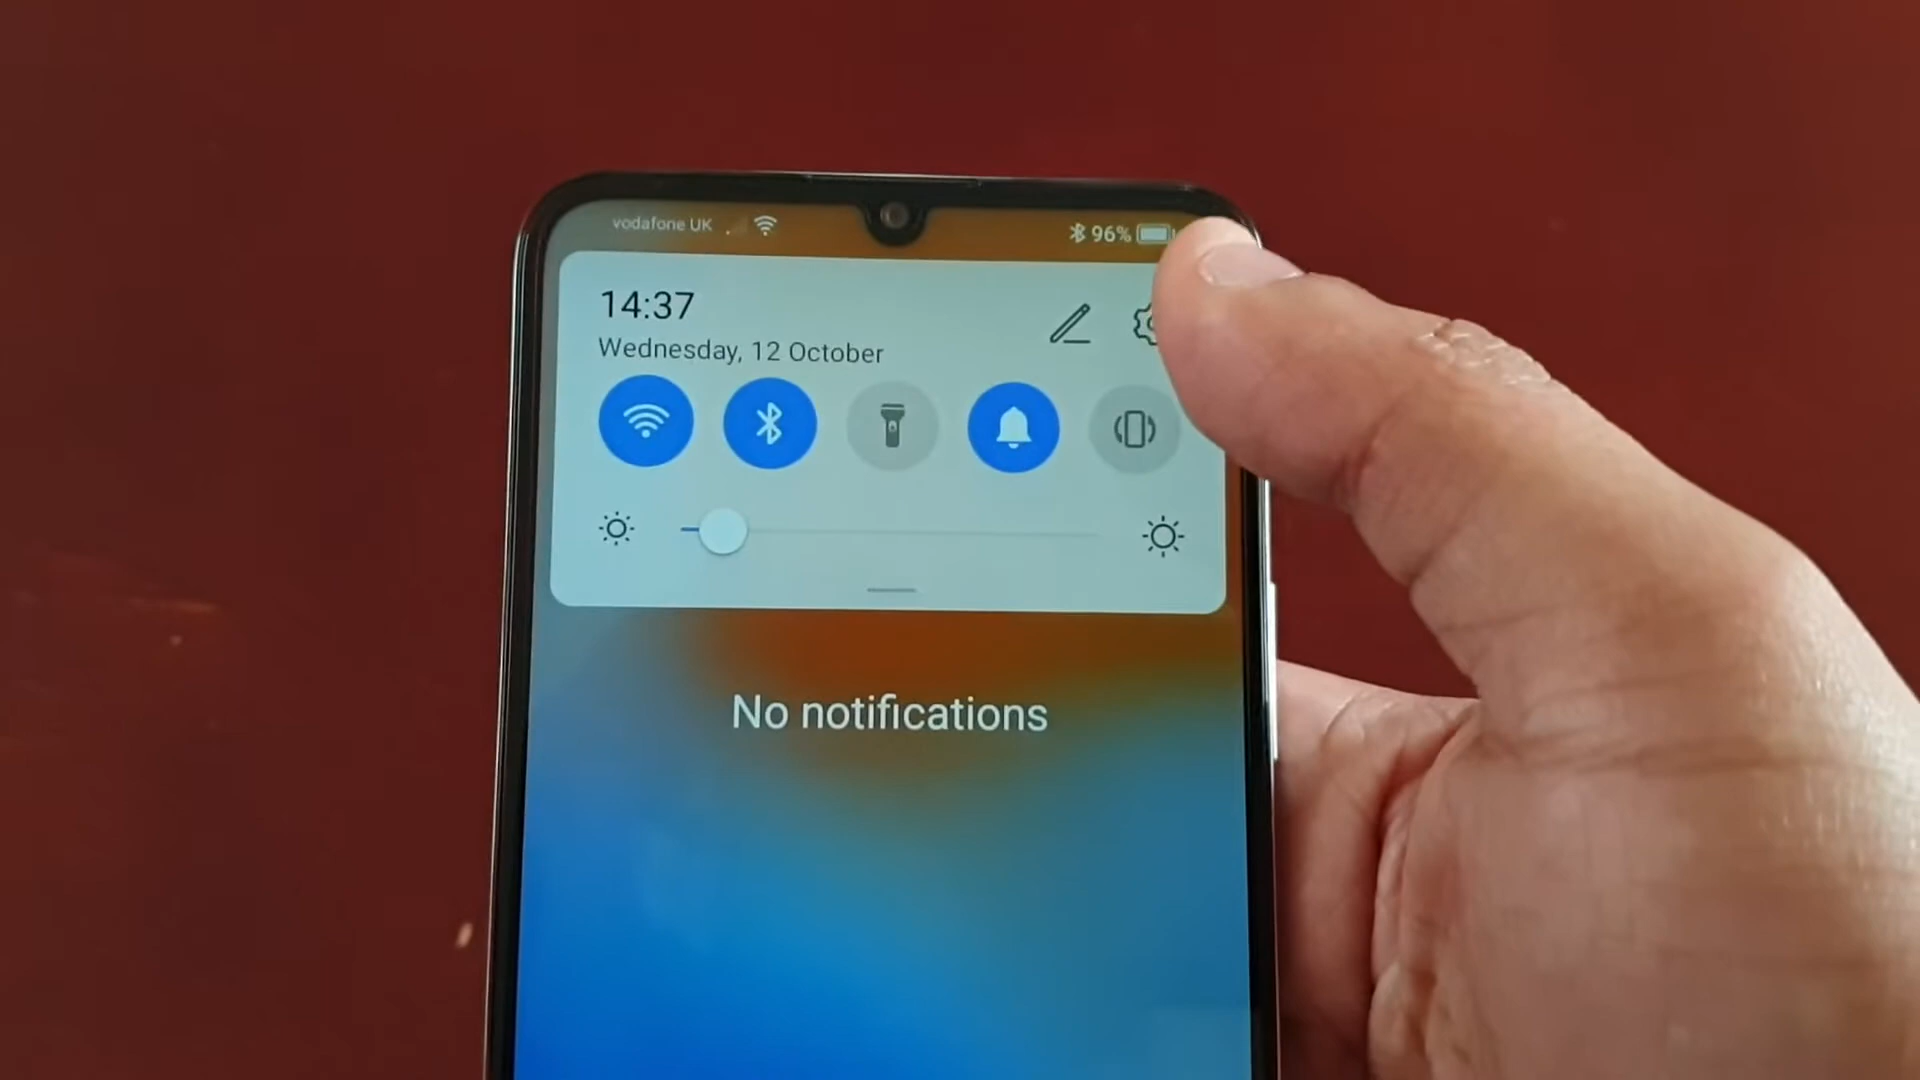 vodafone UK
96%
14:37
Wednesday, 12 October
No notifications